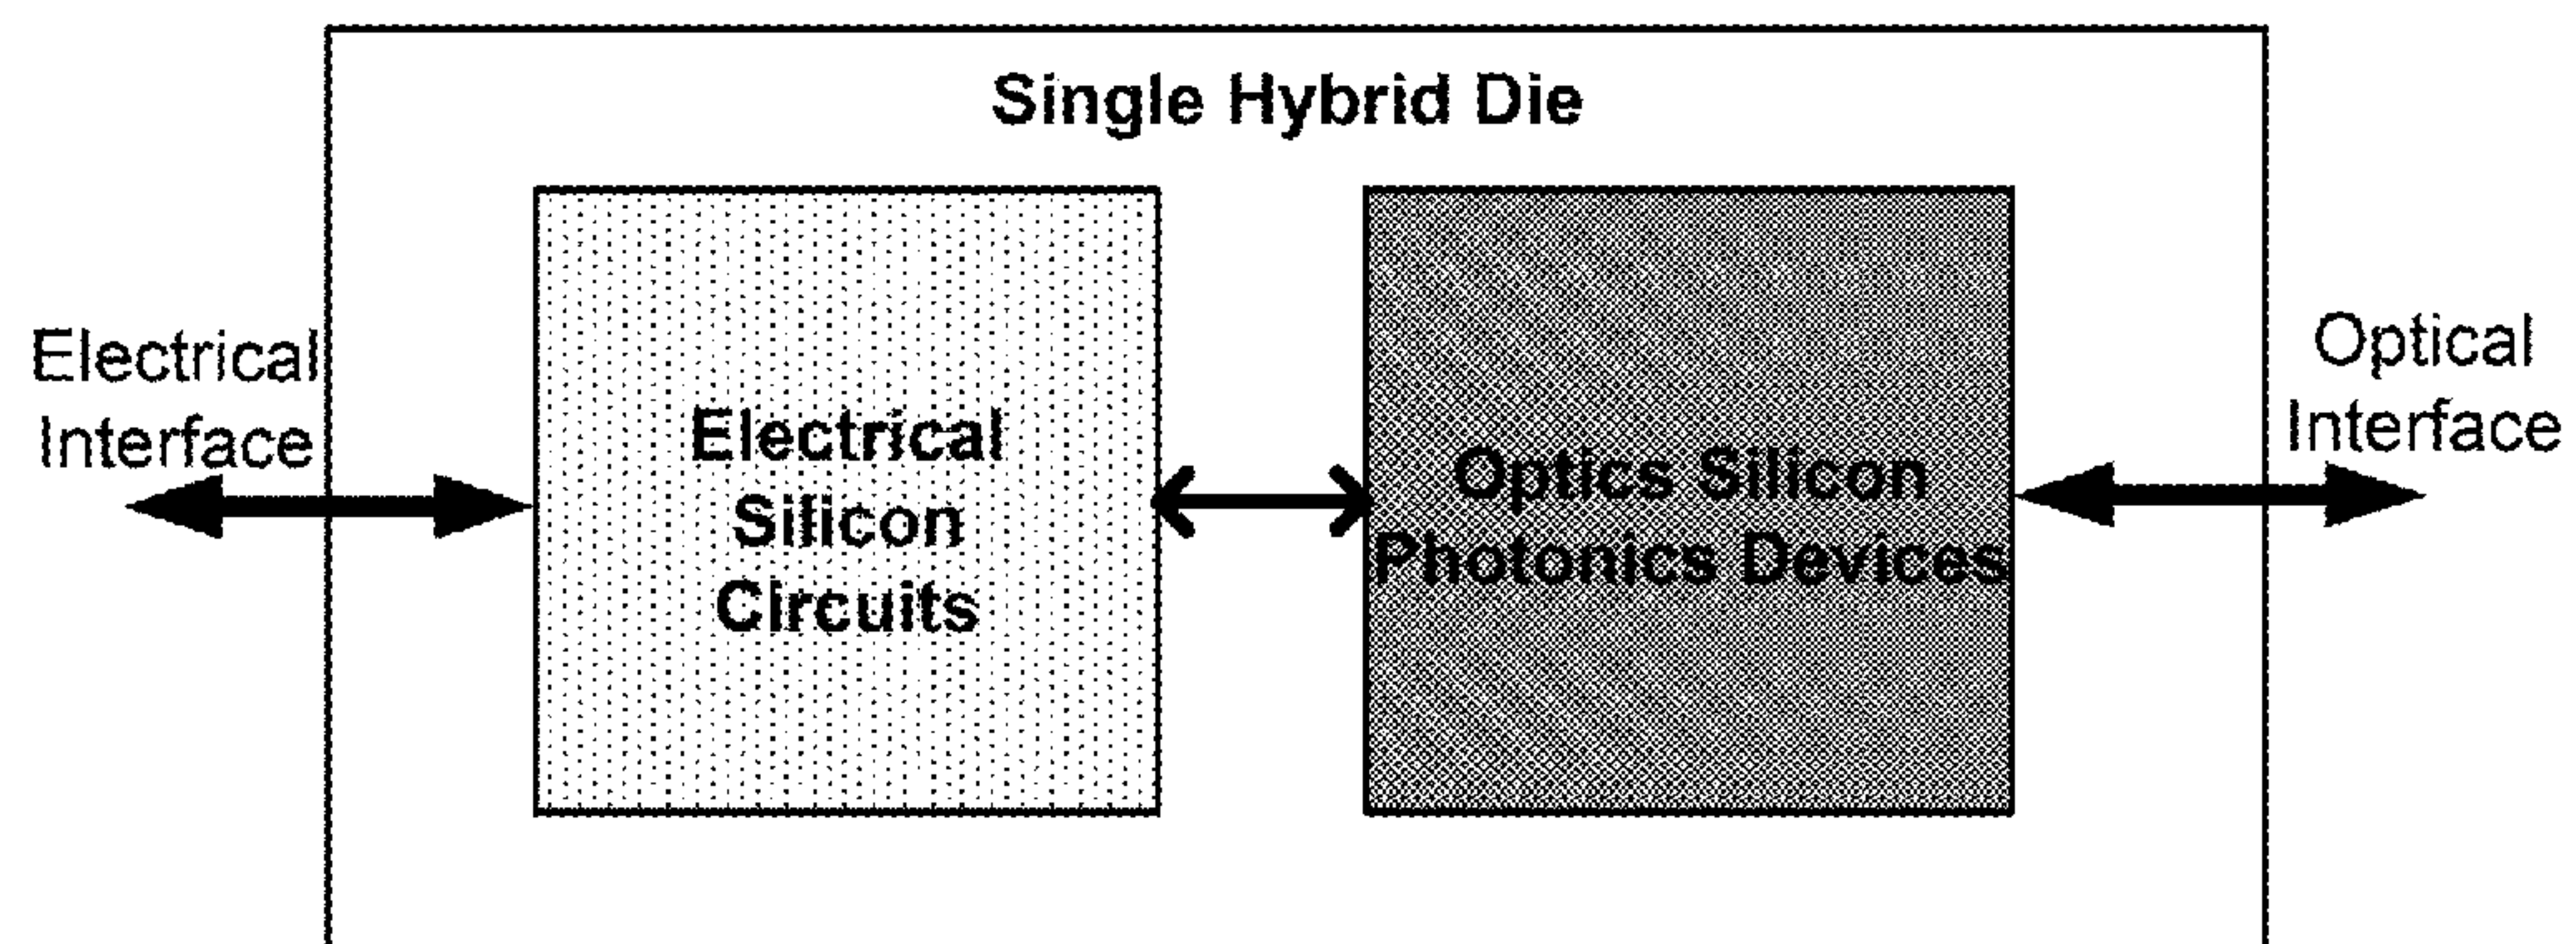 Single Hybrid Die
Electrical
Interface
Electrical
Silicon
Circuits
Optics Silicon
Photonics Devices
Optical
Interface